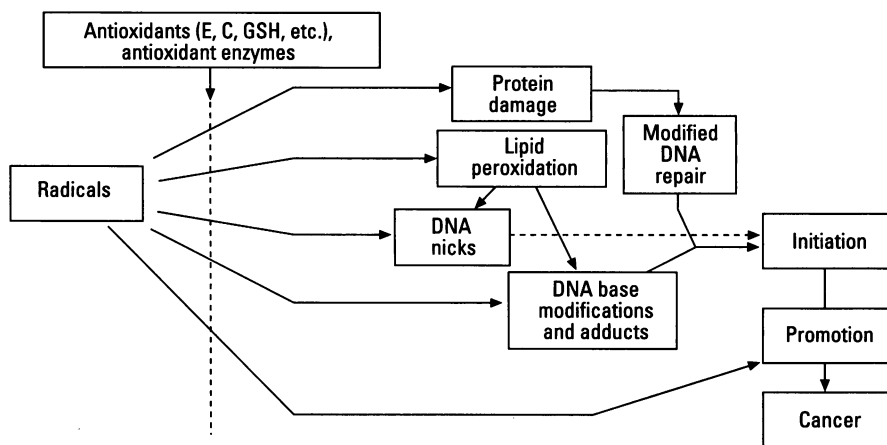 Antioxidants (E, C, GSH, etc.),
antioxidant enzymes
Protein
damage
Lipid
peroxidation
Modified
DNA
repair
Radicals
DNA
nicks
Initiation
DNA base
modifications
and adducts
Promotion
Cancer